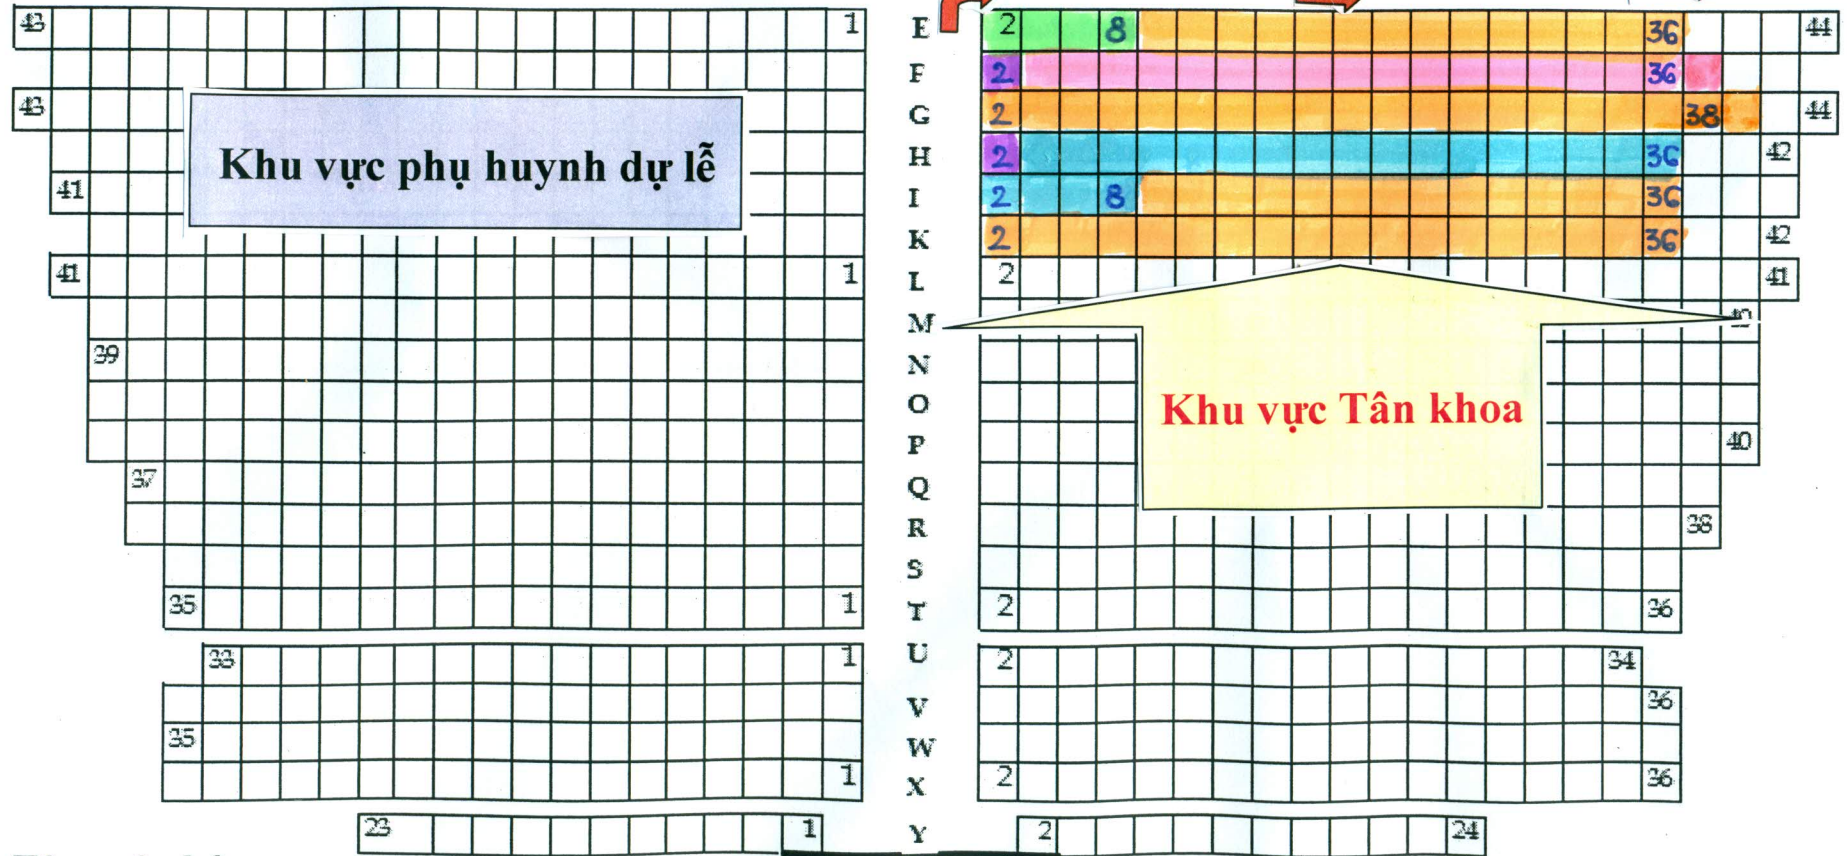 43 1 E 2 8 36 44
F 2 36
43 G 2 38 44
Khu vực phụ huynh dự lễ
H 2 36 42
41 I 2 8 36
K 2 36 42
41 1 L 2 41
M
39 N
O
Khu vực Tân khoa
P 40
37 Q
R 38
S
35 1 T 2 36
33 1 U 2 34
V 36
35 W
1 X 2 36
23 1 Y 2 24